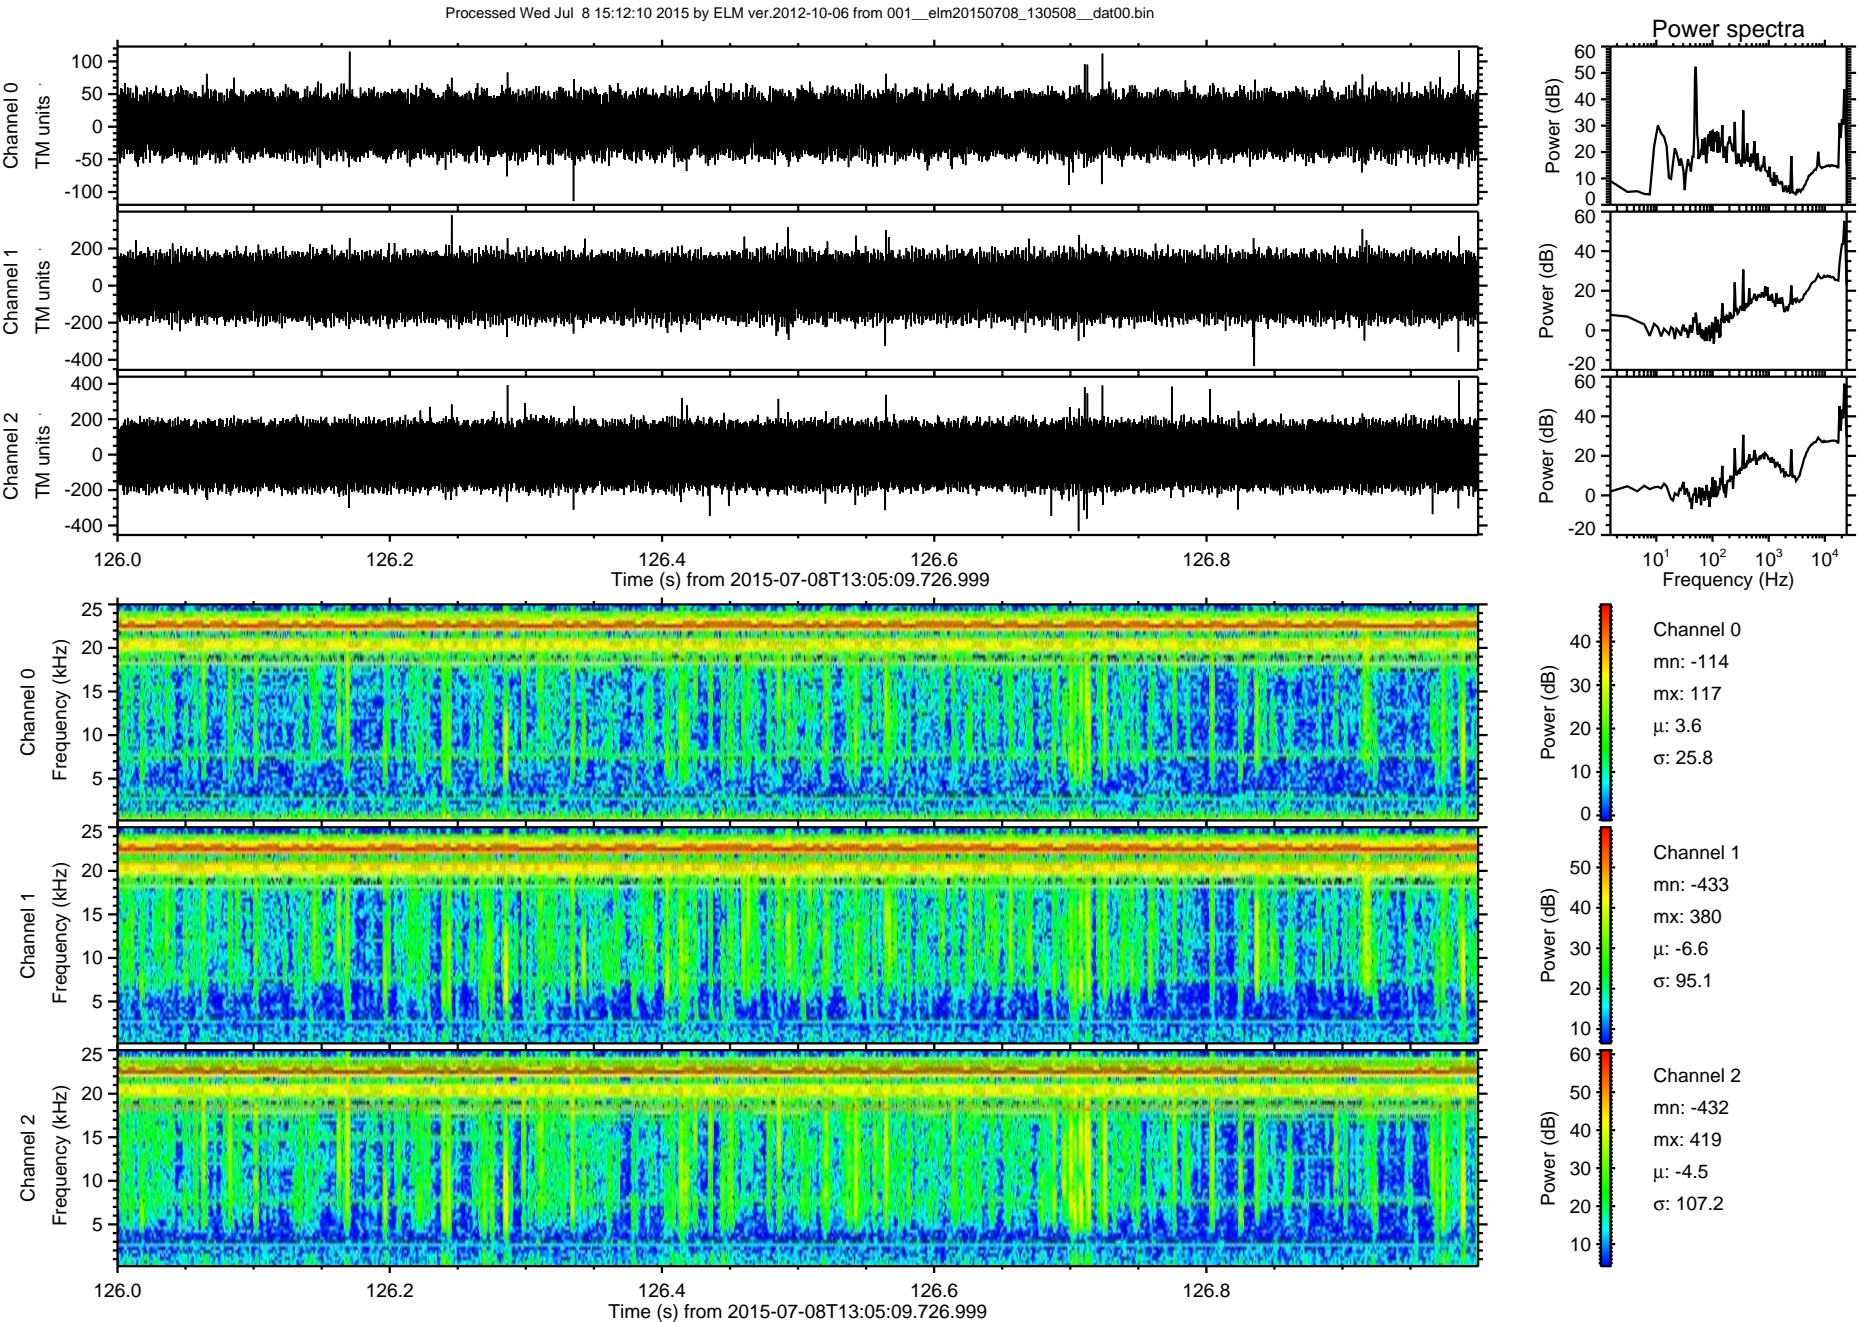 Processed Wed Jul  8 15:12:10 2015 by ELM ver.2012-10-06 from 001__elm20150708_130508__dat00.bin
Power spectra
Channel 0
TM units
100
50
0
-50
-100
Power (dB)
60
50
40
30
20
10
0
Channel 1
TM units
200
0
-200
-400
Power (dB)
60
40
20
0
-20
Channel 2
TM units
400
200
0
-200
-400
Power (dB)
60
40
20
0
-20
126.0 126.2 126.4 126.6 126.8
Time (s) from 2015-07-08T13:05:09.726.999
10¹ 10² 10³ 10⁴
Frequency (Hz)
Channel 0
Frequency (kHz)
25
20
15
10
5
Power (dB)
40
30
20
10
0
Channel 0
mn: -114
mx: 117
μ: 3.6
σ: 25.8
Channel 1
Frequency (kHz)
25
20
15
10
5
Power (dB)
50
40
30
20
10
Channel 1
mn: -433
mx: 380
μ: -6.6
σ: 95.1
Channel 2
Frequency (kHz)
25
20
15
10
5
Power (dB)
60
50
40
30
20
10
Channel 2
mn: -432
mx: 419
μ: -4.5
σ: 107.2
126.0 126.2 126.4 126.6 126.8
Time (s) from 2015-07-08T13:05:09.726.999